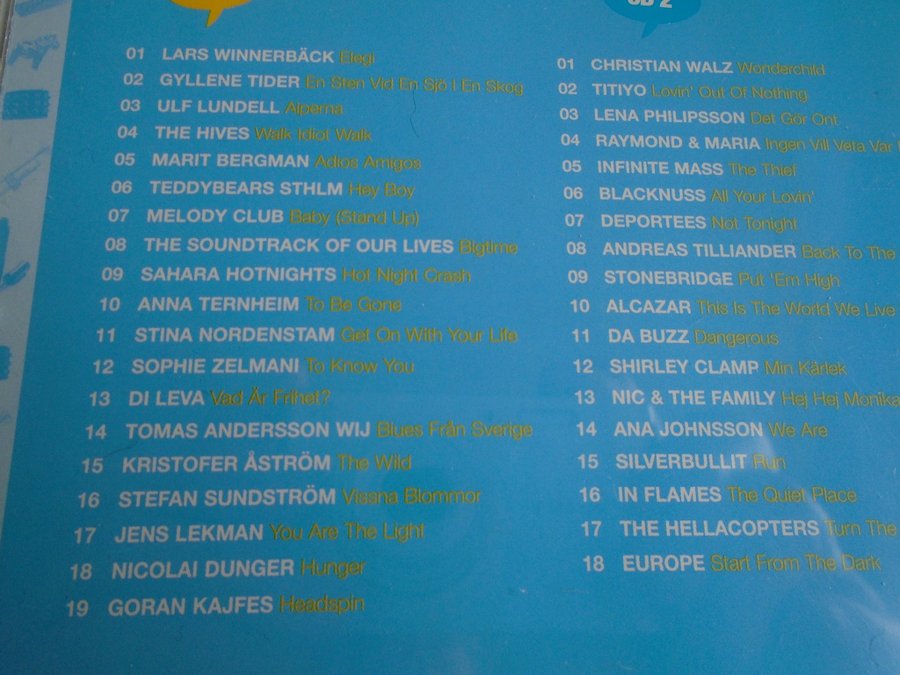 01 LARS WINNERBÄCK Elegi
02 GYLLENE TIDER En Sten Vid En Sjö I En Skog
03 ULF LUNDELL Alperna
04 THE HIVES Walk Idiot Walk
05 MARIT BERGMAN Adios Amigos
06 TEDDYBEARS STHLM Hey Boy
07 MELODY CLUB Baby (Stand Up)
08 THE SOUNDTRACK OF OUR LIVES Bigtime
09 SAHARA HOTNIGHTS Hot Night Crash
10 ANNA TERNHEIM To Be Gone
11 STINA NORDENSTAM Get On With Your Life
12 SOPHIE ZELMANI To Know You
13 DI LEVA Vad Är Frihet?
14 TOMAS ANDERSSON WIJ Blues Från Sverige
15 KRISTOFER ÅSTRÖM The Wild
16 STEFAN SUNDSTRÖM Visana Blommor
17 JENS LEKMAN You Are The Light
18 NICOLAI DUNGER Hunger
19 GORAN KAJFES Headspin
CD 2
01 CHRISTIAN WALZ Wonderchild
02 TITIYO Lovin' Out Of Nothing
03 LENA PHILIPSSON Det Gör Ont
04 RAYMOND & MARIA Ingen Vill Veta Var
05 INFINITE MASS The Thief
06 BLACKNUSS All Your Lovin'
07 DEPORTEES Not Tonight
08 ANDREAS TILLIANDER Back To The
09 STONEBRIDGE Put 'Em High
10 ALCAZAR This Is The World We Live
11 DA BUZZ Dangerous
12 SHIRLEY CLAMP Min Kärlek
13 NIC & THE FAMILY Hej Hej Monika
14 ANA JOHNSSON We Are
15 SILVERBULLIT Run
16 IN FLAMES The Quiet Place
17 THE HELLACOPTERS Turn The
18 EUROPE Start From The Dark